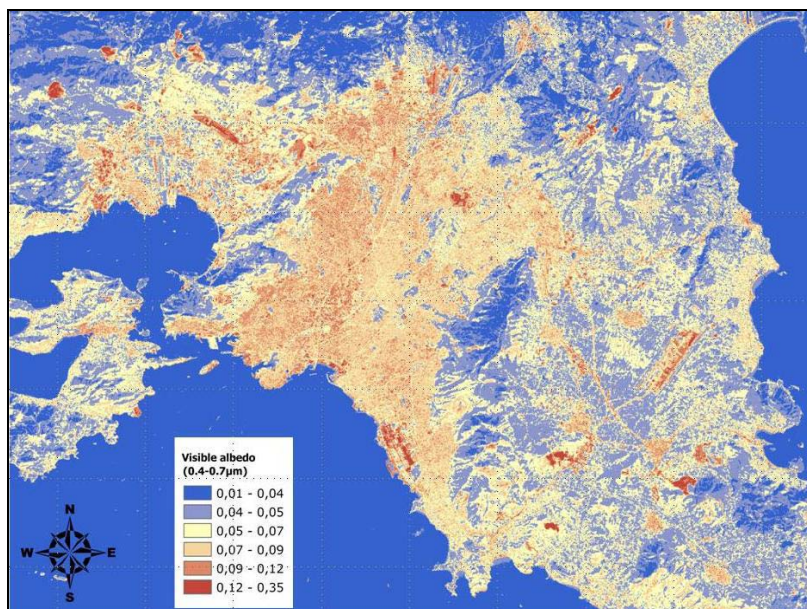 Visible albedo
(0.4-0.7µm)
0,01 - 0,04
0,04 - 0,05
0,05 - 0,07
0,07 - 0,09
0,09 - 0,12
0,12 - 0,35
N
W E
S